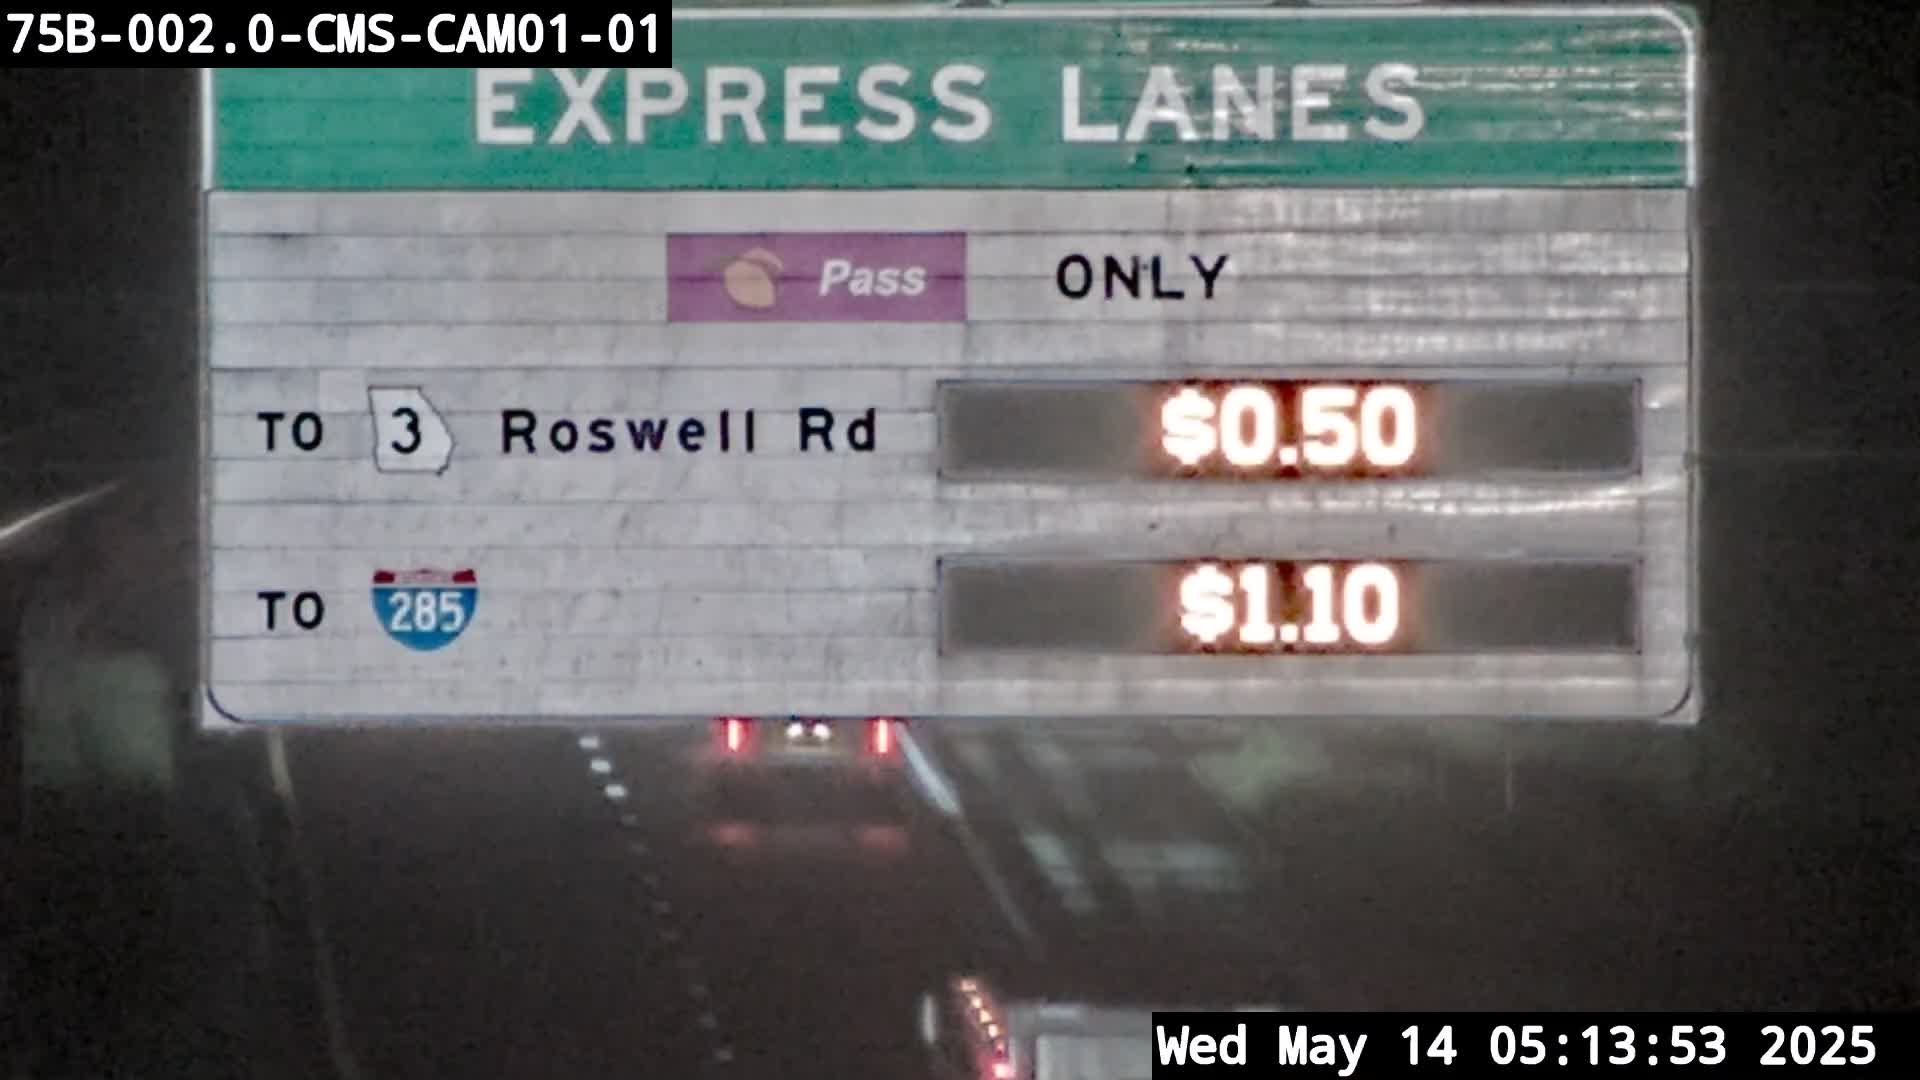 75B-002.0-CMS-CAM01-01
EXPRESS LANES
Pass ONLY
TO 3 Roswell Rd $0.50
TO 285 $1.10
Wed May 14 05:13:53 2025